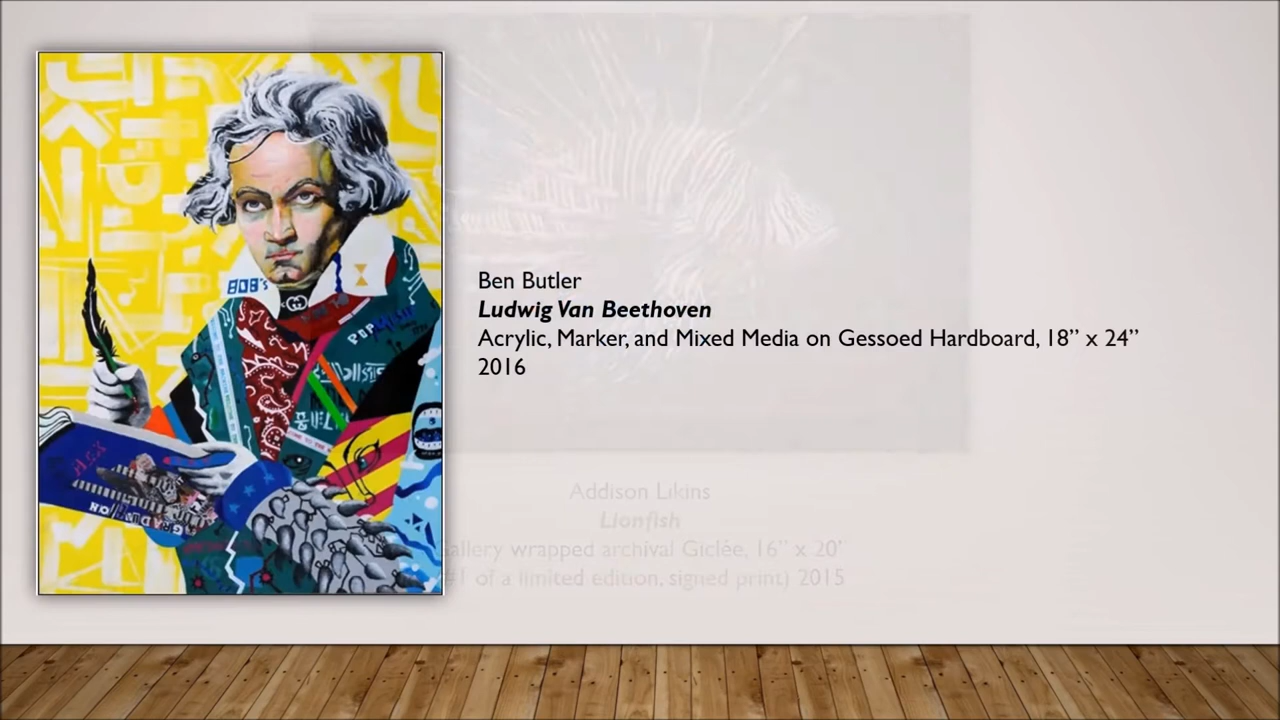 Ben Butler
Ludwig Van Beethoven
Acrylic, Marker, and Mixed Media on Gessoed Hardboard, 18” x 24”
2016
Addison Likins
Lionfish
Gallery wrapped archival Giclée, 16” x 20”
#1 of a limited edition, signed print) 2015
808's
POP